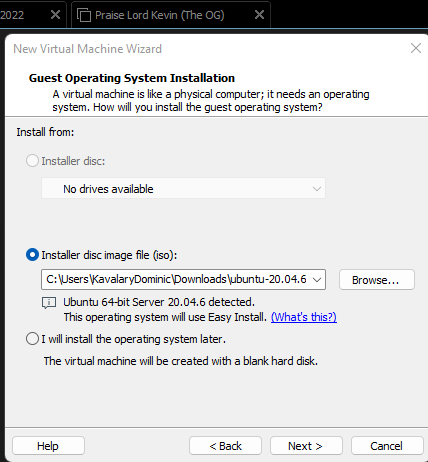 2022 Praise Lord Kevin (The OG)
New Virtual Machine Wizard
Guest Operating System Installation
A virtual machine is like a physical computer; it needs an operating
system. How will you install the guest operating system?
Install from:
Installer disc:
No drives available
Installer disc image file (iso):
C:\Users\KavalaryDominic\Downloads\ubuntu-20.04.6 Browse...
Ubuntu 64-bit Server 20.04.6 detected.
This operating system will use Easy Install. (What's this?)
I will install the operating system later.
The virtual machine will be created with a blank hard disk.
Help < Back Next > Cancel